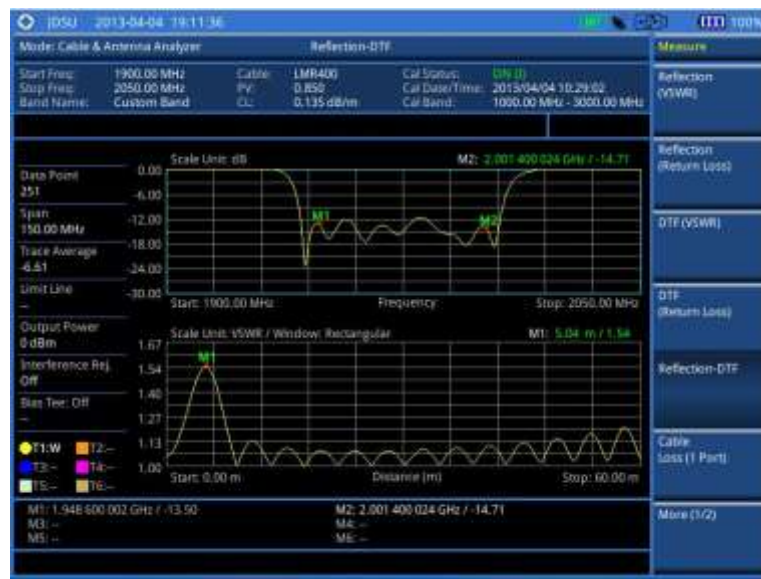 JDSU 2013-04-04 19:11:36 100%
Mode: Cable & Antenna Analyzer Reflection-DTF Measure
Start Freq: 1900.00 MHz Cable: LMR400 Cal Status: ON (I)
Stop Freq: 2050.00 MHz PV: 0.850 Cal Date/Time: 2013/04/04 10:29:02
Band Name: Custom Band CL: 0.135 dB/m Cal Band: 1000.00 MHz - 3000.00 MHz
Reflection
(VSWR)
Reflection
(Return Loss)
DTF (VSWR)
DTF
(Return Loss)
Reflection-DTF
Cable
Loss (1 Port)
More (1/2)
Data Point
251
Span
150.00 MHz
Trace Average
-6.61
Limit Line
--
Output Power
0 dBm
Interference Rej.
Off
Bias Tee: Off
--
T1:W T2:--
T3:-- T4:--
T5:-- T6:--
Scale Unit: dB M2: 2.001 400 024 GHz / -14.71
0.00
-6.00
-12.00
-18.00
-24.00
-30.00
M1 M2
Start: 1900.00 MHz Frequency Stop: 2050.00 MHz
Scale Unit: VSWR / Window: Rectangular M1: 5.04 m / 1.54
1.67
1.54
1.40
1.27
1.13
1.00
M1
Start: 0.00 m Distance (m) Stop: 60.00 m
M1: 1.948 600 002 GHz / -13.50 M2: 2.001 400 024 GHz / -14.71
M3: -- M4: --
M5: -- M6: --